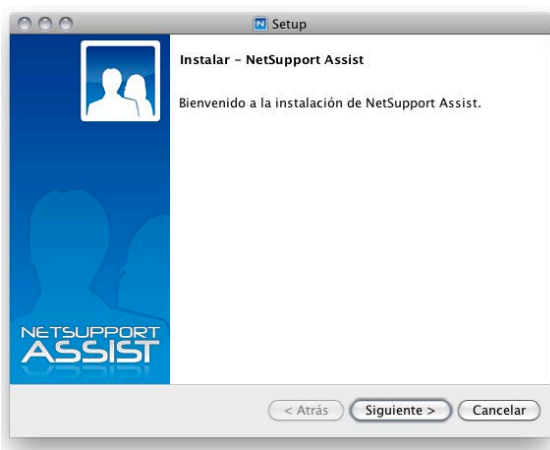 Setup
Instalar - NetSupport Assist
Bienvenido a la instalación de NetSupport Assist.
NETSUPPORT
ASSIST
< Atrás
Siguiente >
Cancelar